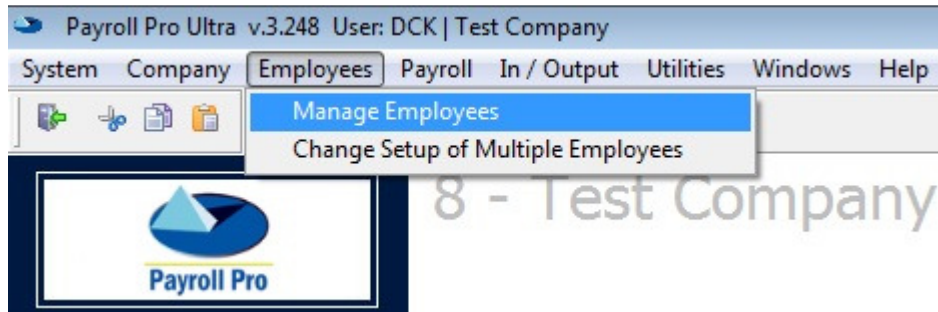 Payroll Pro Ultra v.3.248 User: DCK | Test Company
System Company Employees Payroll In / Output Utilities Windows Help
Manage Employees
Change Setup of Multiple Employees
8 - Test Company
Payroll Pro